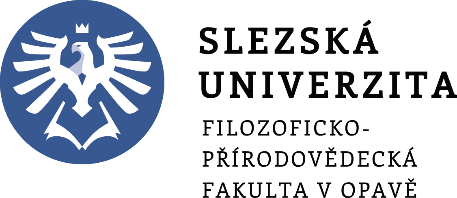 SLEZSKÁ
UNIVERZITA
FILOZOFICKO-
PŘÍRODOVĚDECKÁ
FAKULTA V OPAVĚ